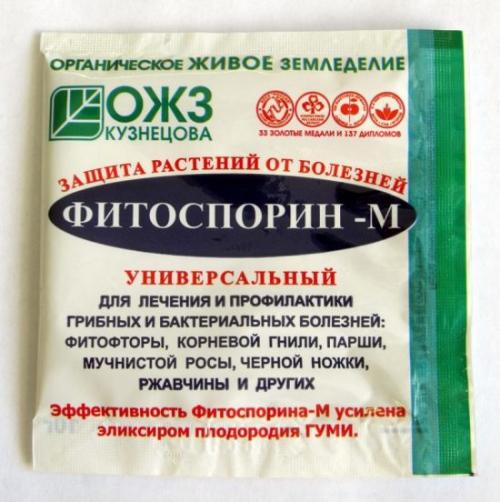 ОРГАНИЧЕСКОЕ ЖИВОЕ ЗЕМЛЕДЕЛИЕ
ОЖЗ
КУЗНЕЦОВА
33 ЗОЛОТЫЕ МЕДАЛИ И 137 ДИПЛОМОВ
ЗАЩИТА РАСТЕНИЙ ОТ БОЛЕЗНЕЙ
ФИТОСПОРИН -М
УНИВЕРСАЛЬНЫЙ
ДЛЯ ЛЕЧЕНИЯ И ПРОФИЛАКТИКИ
ГРИБНЫХ И БАКТЕРИАЛЬНЫХ БОЛЕЗНЕЙ:
ФИТОФТОРЫ, КОРНЕВОЙ ГНИЛИ, ПАРШИ,
МУЧНИСТОЙ РОСЫ, ЧЕРНОЙ НОЖКИ,
РЖАВЧИНЫ И ДРУГИХ
Эффективность Фитоспорина-М усилена
эликсиром плодородия ГУМИ.